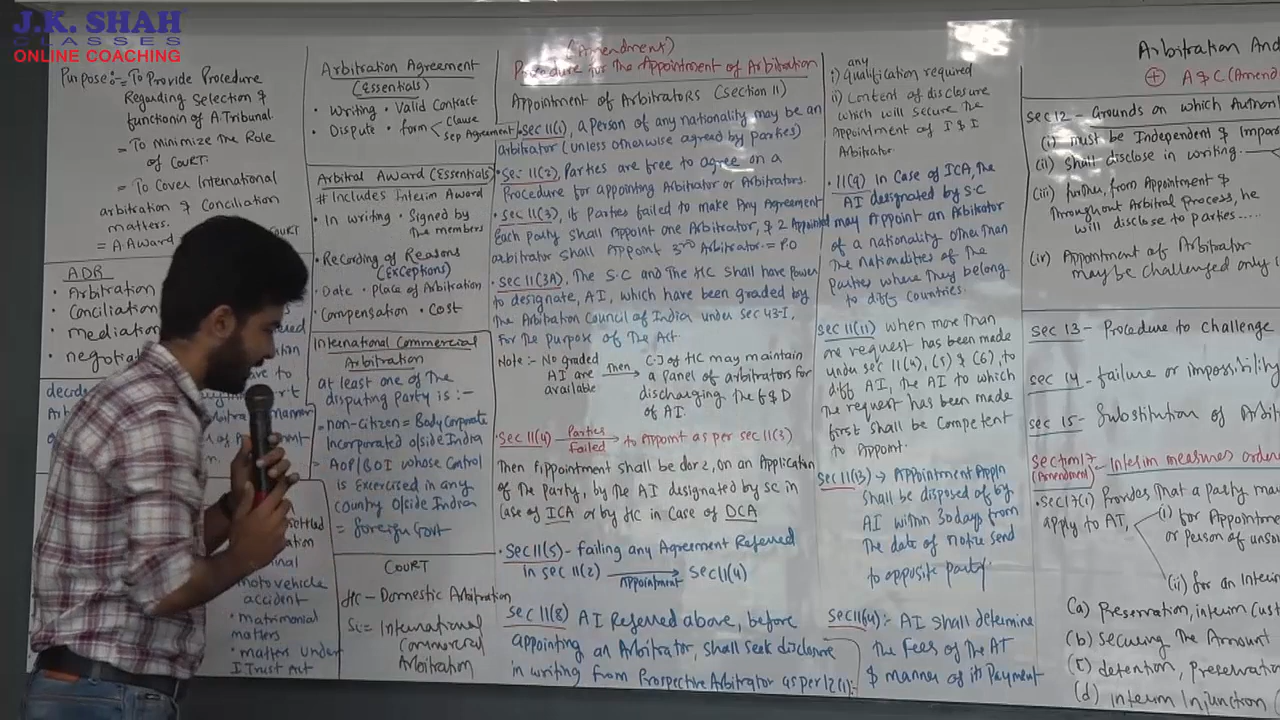 J.K. SHAH
CLASSES
ONLINE COACHING
Purpose:- = To Provide Procedure
Regarding Selection &
functionin of A.Tribunal.
= To Minimize the Role
of Court.
= To Cover International
arbitration & Conciliation
matters.
= A.Award
COURT
ADR
• Arbitration
• Conciliation
• mediation
• negotia
decide
motorvehicle
accident
• matrimonial
matters
• matters under
I Trust Act
Arbitration Agreement
(Essentials)
• Writing • Valid Contract
• Dispute • form < Clause
Sep Agreement
Arbitral Award (Essentials)
# Includes Interim Award
• In writing • Signed by
the members
• Recording of Reasons
(Exceptions)
• Date • Place of Arbitration
• Compensation • Cost
International Commercial
Arbitration
at least one of the
disputing party is :-
= non-Citizen = Body Corporate
Incorporated o/side India
= AOP/BOI whose Control
is Exercised in any
country o/side India
= foreign Govt
COURT
HC - Domestic Arbitration
Sc = International
Commercial
Arbitration
(Amendment)
Procedure for the Appointment of Arbitration
Appointment of Arbitrators (Section 11)
• Sec 11(1), a Person of any nationality may be an
arbitrator (unless otherwise agreed by Parties)
• Sec 11(2), Parties are free to agree on a
Procedure for appointing Arbitrator or Arbitrators.
• Sec 11(3), if Parties failed to make Any Agreement
Each party shall Appoint one Arbitrator, & 2 Appointed
arbitrator shall Appoint 3rd Arbitrator = P.O
• Sec 11(3A), The S.C and The HC Shall have Power
to designate, AI, which have been graded by
the Arbitration Council of India under Sec 43-I,
for the purpose of The Act.
Note :- No graded
AI are
available
Then → C.J of HC may maintain
a panel of arbitrators for
discharging the F & D
of AI.
• Sec 11(4) Parties failed → to Appoint as per Sec 11(3)
Then Appointment shall be done, on an Application
of the Party, by the AI designated by SC in
Case of ICA or by HC in Case of DCA
• Sec 11(5) - failing any Agreement Referred
in Sec 11(2) Appointment → Sec 11(4)
Sec 11(8) AI Referred above, before
appointing an Arbitrator, shall seek disclosure
in writing from Prospective Arbitrator as per 12(1):-
any
i) Qualification required
ii) Content of disclosure
which will secure the
Appointment of I & I
Arbitrator.
• 11(9) in Case of ICA, The
AI designated by S.C
may Appoint an Arbitrator
of a nationality other than
the nationalities of the
Parties where they belong
to diff countries.
Sec 11(11) when more than
one request has been made
under Sec 11(4), (5) & (6), to
diff AI, the AI to which
the request has been made
first shall be Competent
to Appoint.
Sec 11(13) → Appointment Appln
shall be disposed of by
AI within 30 days from
the date of notice send
to opposite party.
Sec 11(14):- AI shall determine
the Fees of the AT
& manner of its Payment
Arbitration And
⊕ A & C (Amen
Sec 12 - Grounds on which Author
(i) must be Independent & Impar
(ii) Shall disclose in writing.
(iii) further, from Appointment &
throughout Arbitral process, he
will disclose to parties .....
(iv) Appointment of Arbitrator
may be challenged only i
Sec 13 - Procedure to challenge
Sec 14 - failure or impossibility
Sec 15 - Substitution of Arbit
Section 17 - Interim measures ordere
(Amendment)
• Sec 17(1) Provides That a Party ma
apply to AT,
(i) for Appointme
or person of unso
(ii) for an Interim
(a) Preservation, interim Cust
(b) Securing the Amount
(c) detention, Preservatio
(d) interim Injunction